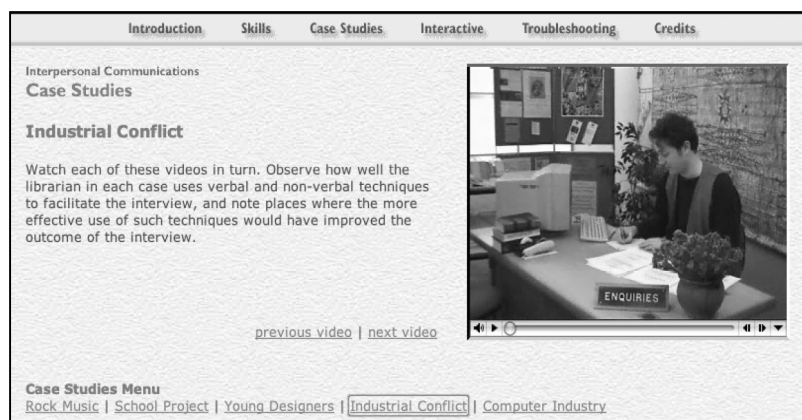 Introduction Skills Case Studies Interactive Troubleshooting Credits
Interpersonal Communications
Case Studies
Industrial Conflict
Watch each of these videos in turn. Observe how well the
librarian in each case uses verbal and non-verbal techniques
to facilitate the interview, and note places where the more
effective use of such techniques would have improved the
outcome of the interview.
ENQUIRIES
previous video | next video
Case Studies Menu
Rock Music | School Project | Young Designers | Industrial Conflict | Computer Industry